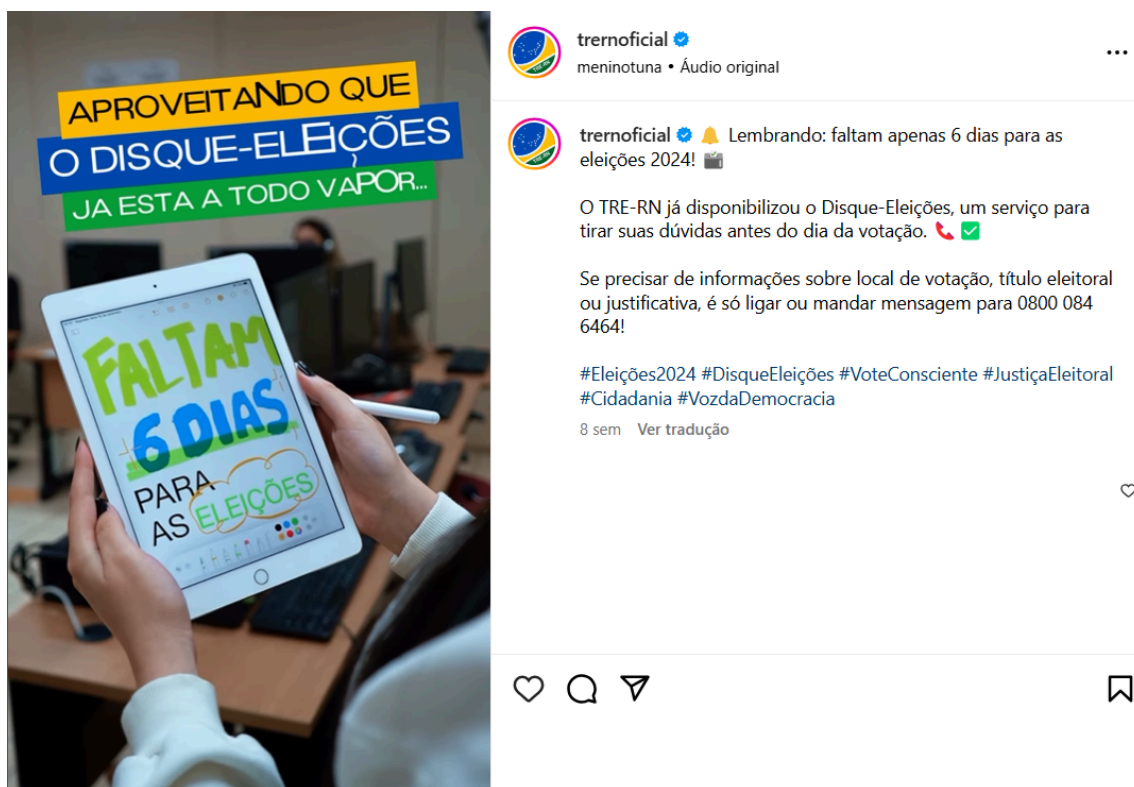 APROVEITANDO QUE
O DISQUE-ELEIÇÕES
JA ESTA A TODO VAPOR...
FALTAM
6 DIAS
PARA
AS ELEIÇÕES
trernoficial
meninotuna • Áudio original
trernoficial 🔔 Lembrando: faltam apenas 6 dias para as
eleições 2024! 🗳️
O TRE-RN já disponibilizou o Disque-Eleições, um serviço para
tirar suas dúvidas antes do dia da votação. 📞 ✅
Se precisar de informações sobre local de votação, título eleitoral
ou justificativa, é só ligar ou mandar mensagem para 0800 084
6464!
#Eleições2024 #DisqueEleições #VoteConsciente #JustiçaEleitoral
#Cidadania #VozdaDemocracia
8 sem Ver tradução